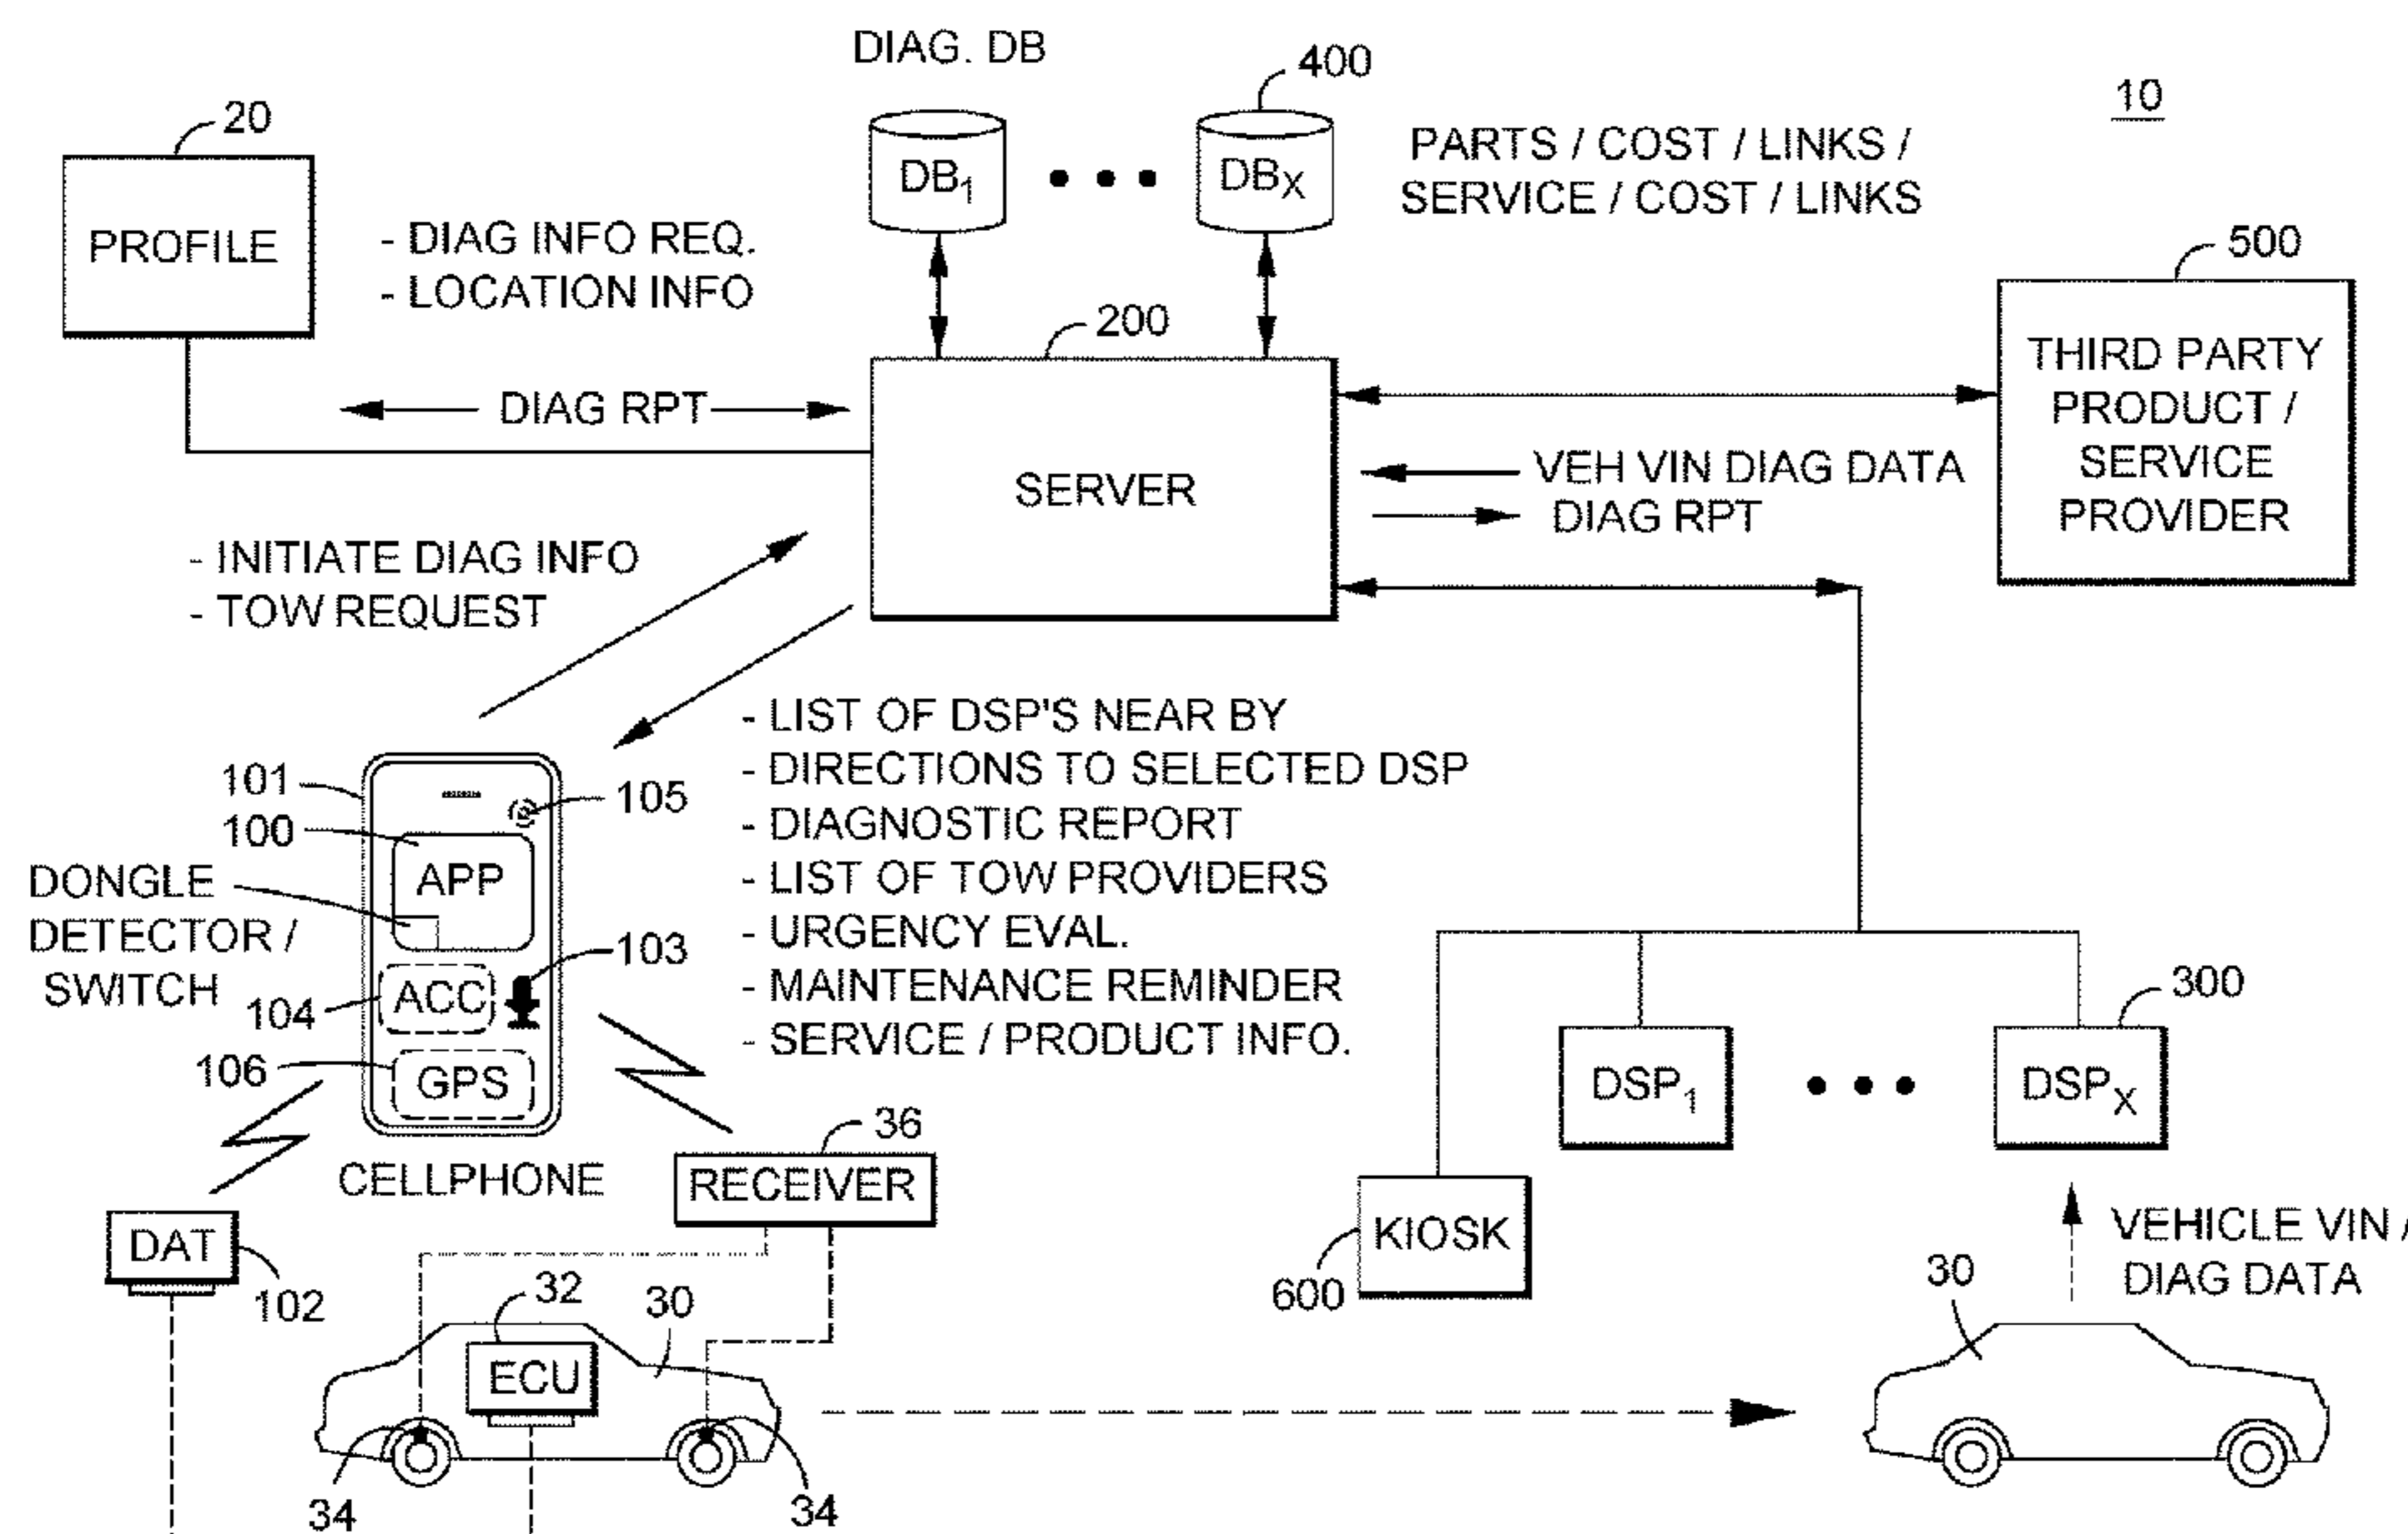 DIAG. DB
400
10
20
DB1
DBX
PARTS / COST / LINKS /
SERVICE / COST / LINKS
PROFILE
- DIAG INFO REQ.
- LOCATION INFO
500
200
THIRD PARTY
PRODUCT /
SERVICE
PROVIDER
DIAG RPT
SERVER
VEH VIN DIAG DATA
DIAG RPT
- INITIATE DIAG INFO
- TOW REQUEST
- LIST OF DSP'S NEAR BY
- DIRECTIONS TO SELECTED DSP
- DIAGNOSTIC REPORT
- LIST OF TOW PROVIDERS
- URGENCY EVAL.
- MAINTENANCE REMINDER
- SERVICE / PRODUCT INFO.
101
105
100
APP
DONGLE
DETECTOR /
SWITCH
103
104
ACC
106
GPS
CELLPHONE
300
DSP1
DSPX
36
RECEIVER
KIOSK
600
DAT
102
VEHICLE VIN /
DIAG DATA
32
30
ECU
30
34
34